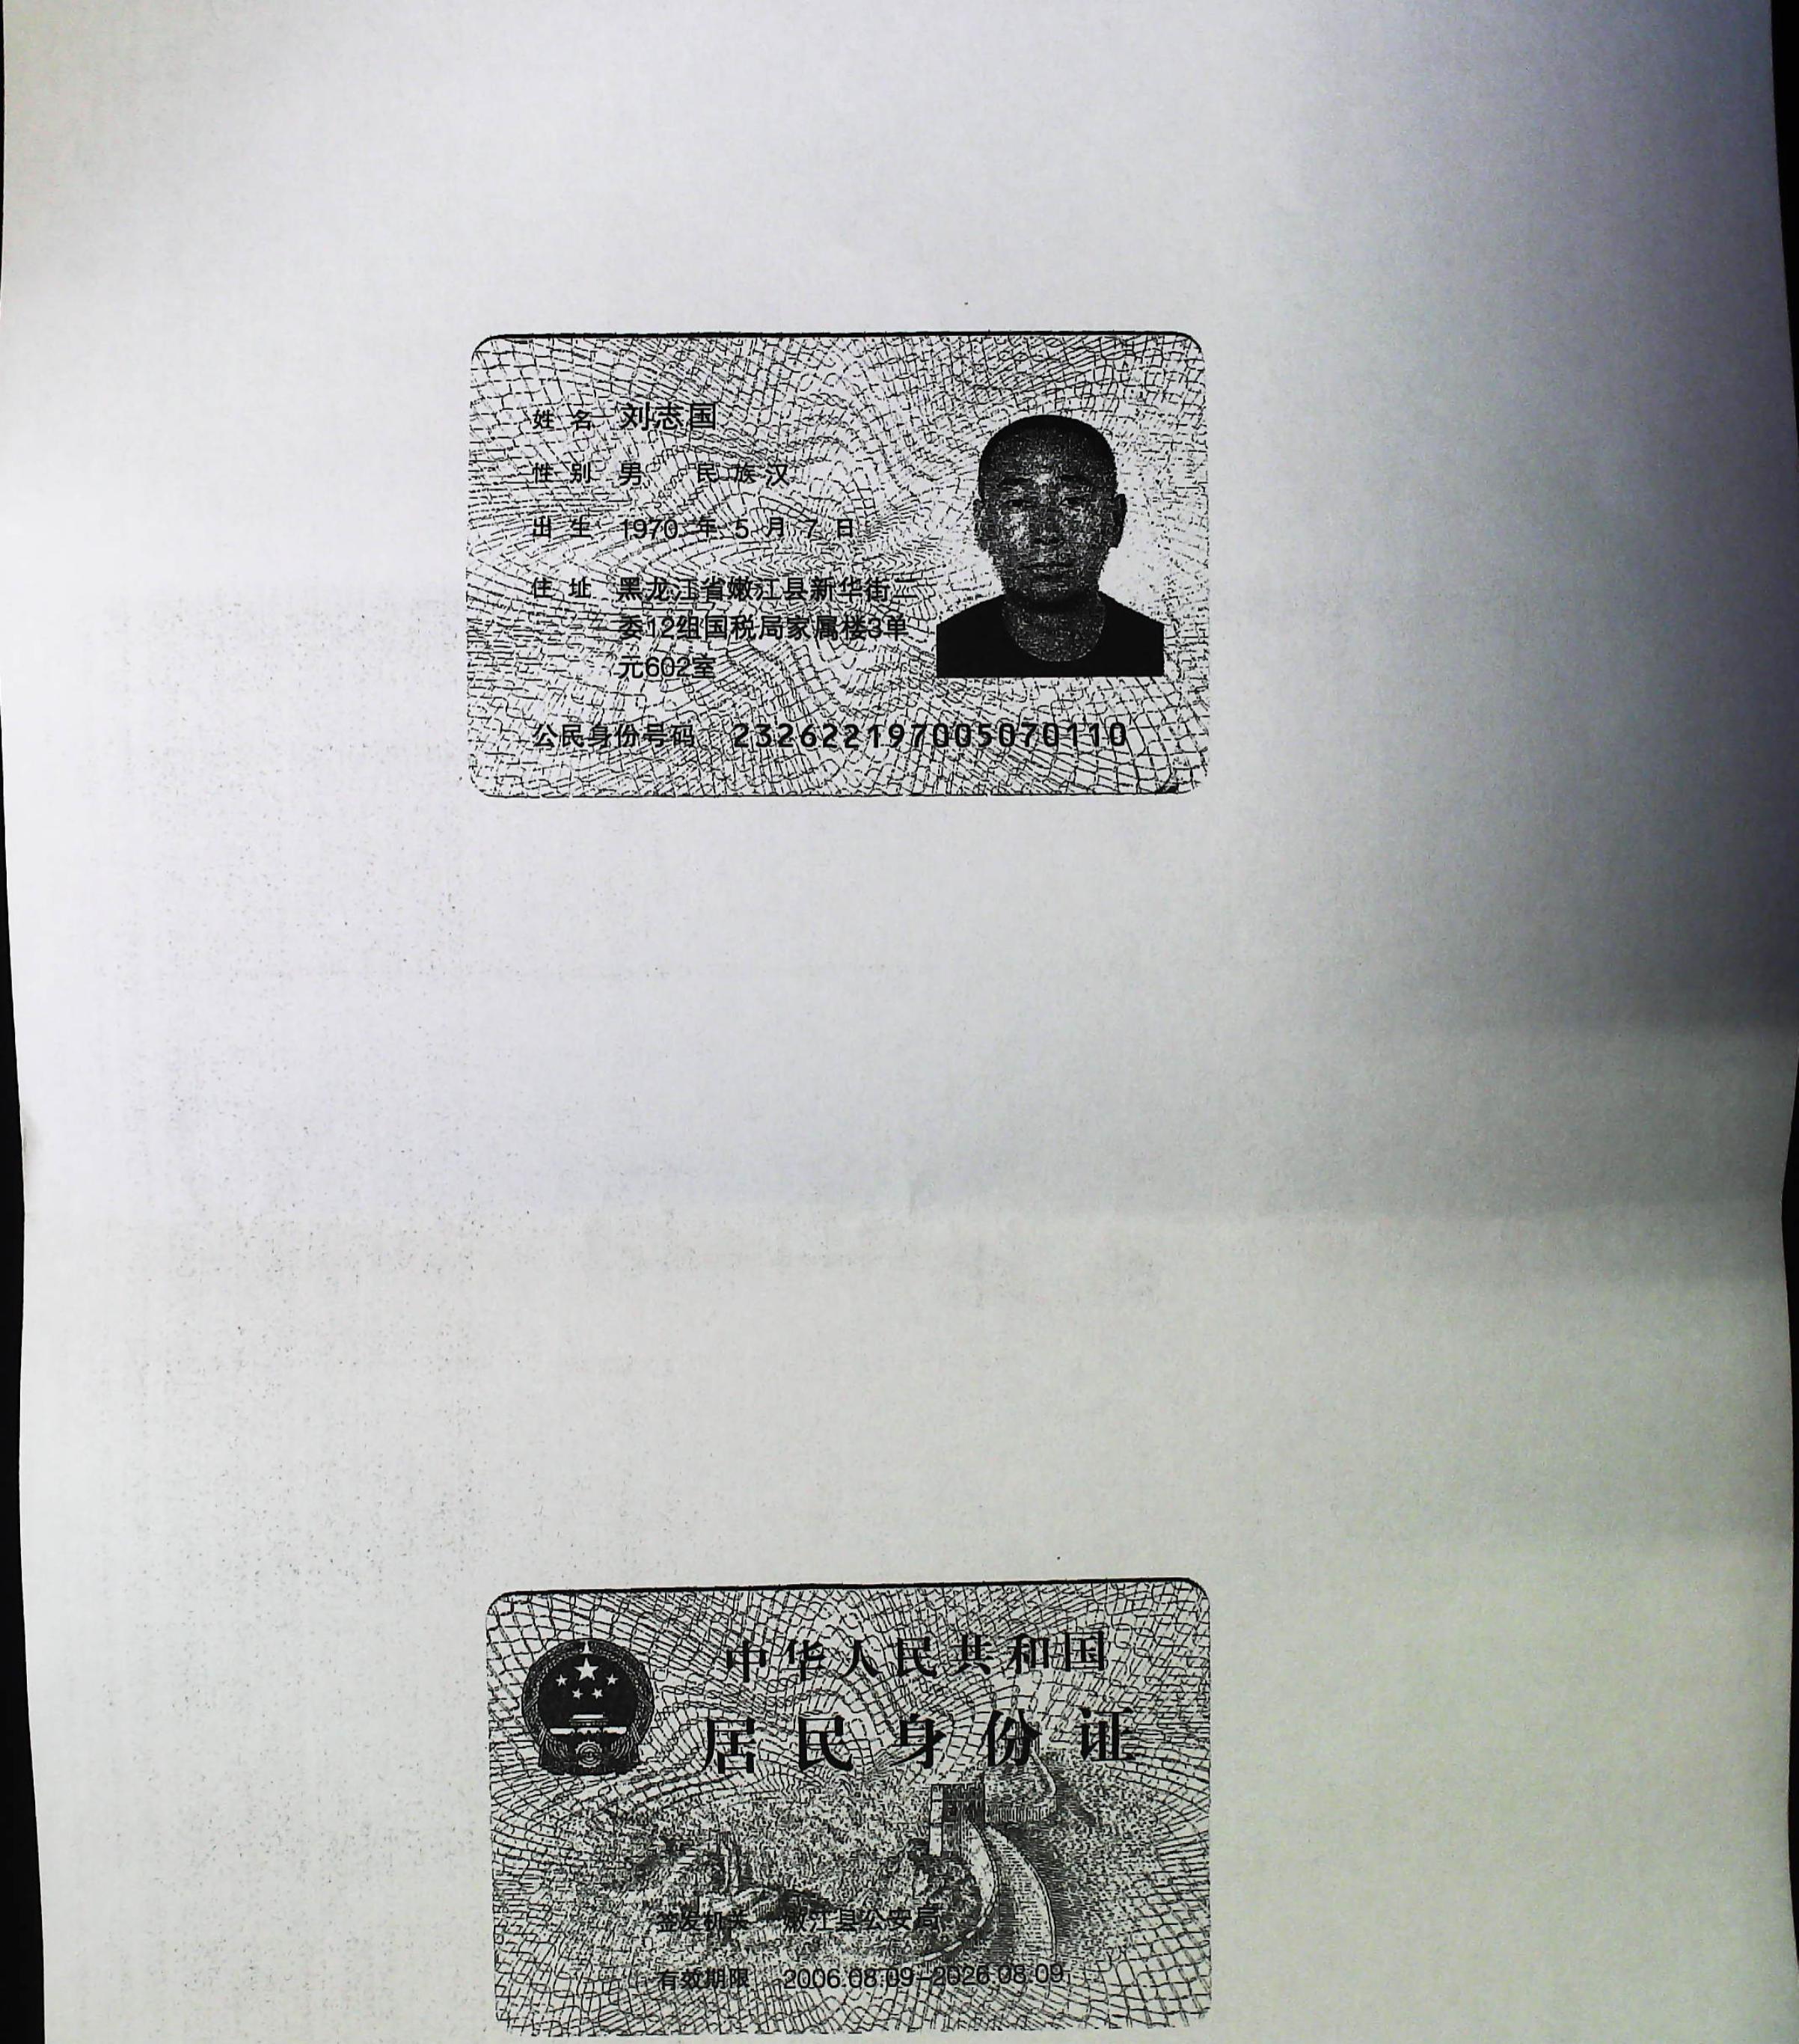 姓名 刘志国
性别 男 民族汉
出生 1970年5月7日
住址 黑龙江省嫩江县新华街二
委12组国税局家属楼3单
元602室
公民身份号码 232622197005070110
中华人民共和国
居民身份证
签发机关 嫩江县公安局
有效期限 2006.08.09-2026.08.09